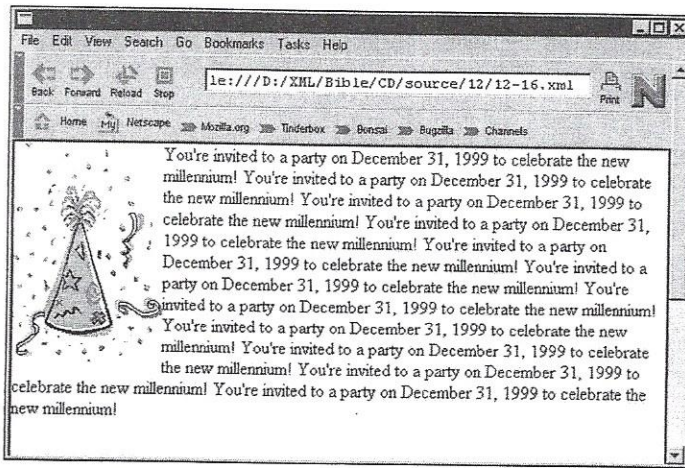 File Edit View Search Go Bookmarks Tasks Help
Back Forward Reload Stop
le:///D:/XML/Bible/CD/source/12/12-16.xml
Print
N
Home My Netscape Mozilla.org Tinderbox Bonsai Bugzilla Channels
You're invited to a party on December 31, 1999 to celebrate the new
millennium! You're invited to a party on December 31, 1999 to celebrate
the new millennium! You're invited to a party on December 31, 1999 to
celebrate the new millennium! You're invited to a party on December 31,
1999 to celebrate the new millennium! You're invited to a party on
December 31, 1999 to celebrate the new millennium! You're invited to a
party on December 31, 1999 to celebrate the new millennium! You're
invited to a party on December 31, 1999 to celebrate the new millennium!
You're invited to a party on December 31, 1999 to celebrate the new
millennium! You're invited to a party on December 31, 1999 to celebrate
the new millennium! You're invited to a party on December 31, 1999 to
celebrate the new millennium! You're invited to a party on December 31, 1999 to celebrate the
new millennium!